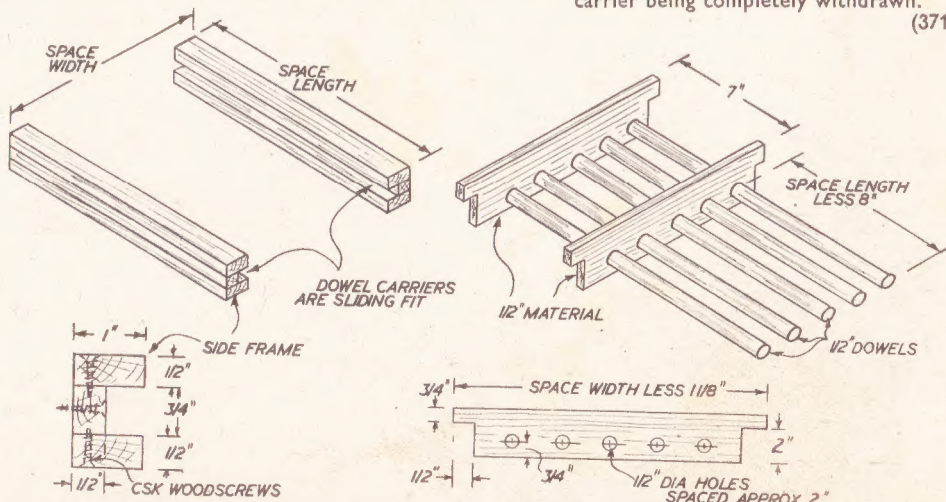 carrier being completely withdrawn.
(371
SPACE
WIDTH
SPACE
LENGTH
7"
SPACE LENGTH
LESS 8"
DOWEL CARRIERS
ARE SLIDING FIT
1/2" MATERIAL
1/2" DOWELS
1"
SIDE FRAME
1/2"
3/4"
1/2"
1/2"
CSK WOODSCREWS
3/4"
SPACE WIDTH LESS 1 1/8"
2"
1/2"
3/4"
1/2" DIA HOLES
SPACED APPROX 2"